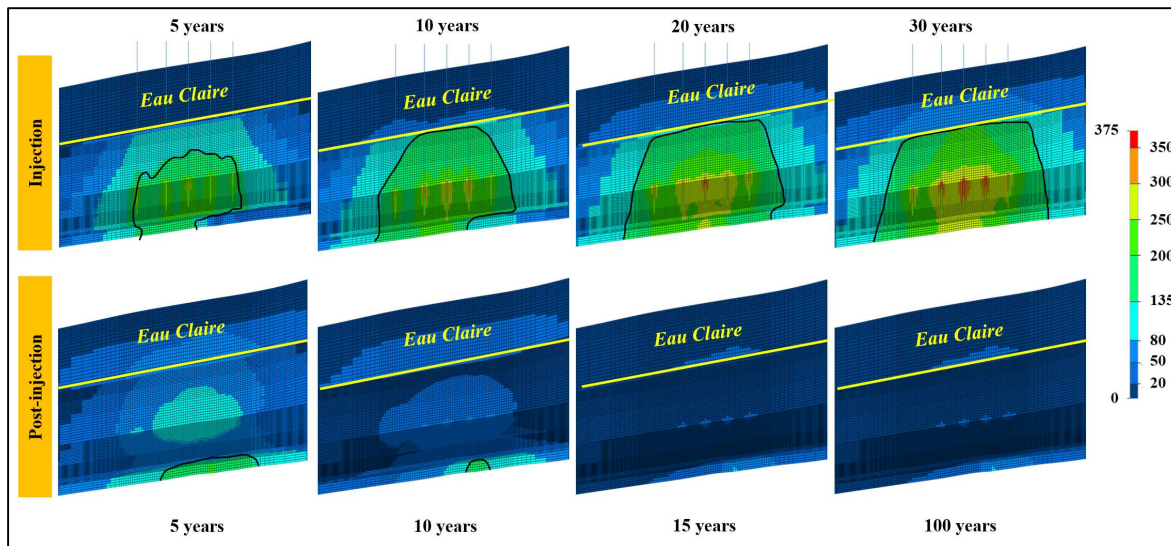 5 years
10 years
20 years
30 years
Injection
Eau Claire
Eau Claire
Eau Claire
Eau Claire
375
350
300
250
200
135
80
50
20
0
Post-injection
Eau Claire
Eau Claire
Eau Claire
Eau Claire
5 years
10 years
15 years
100 years